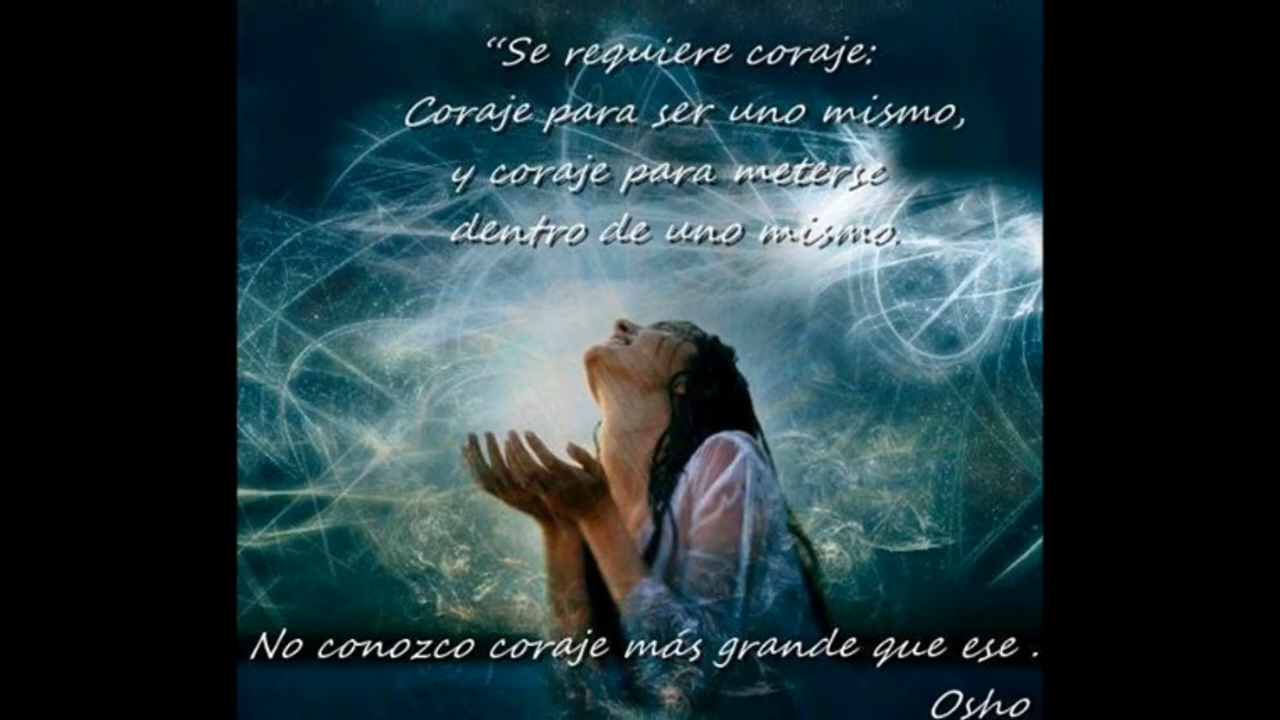 “Se requiere coraje:
Coraje para ser uno mismo,
y coraje para meterse
dentro de uno mismo.
No conozco coraje más grande que ese .
Osho